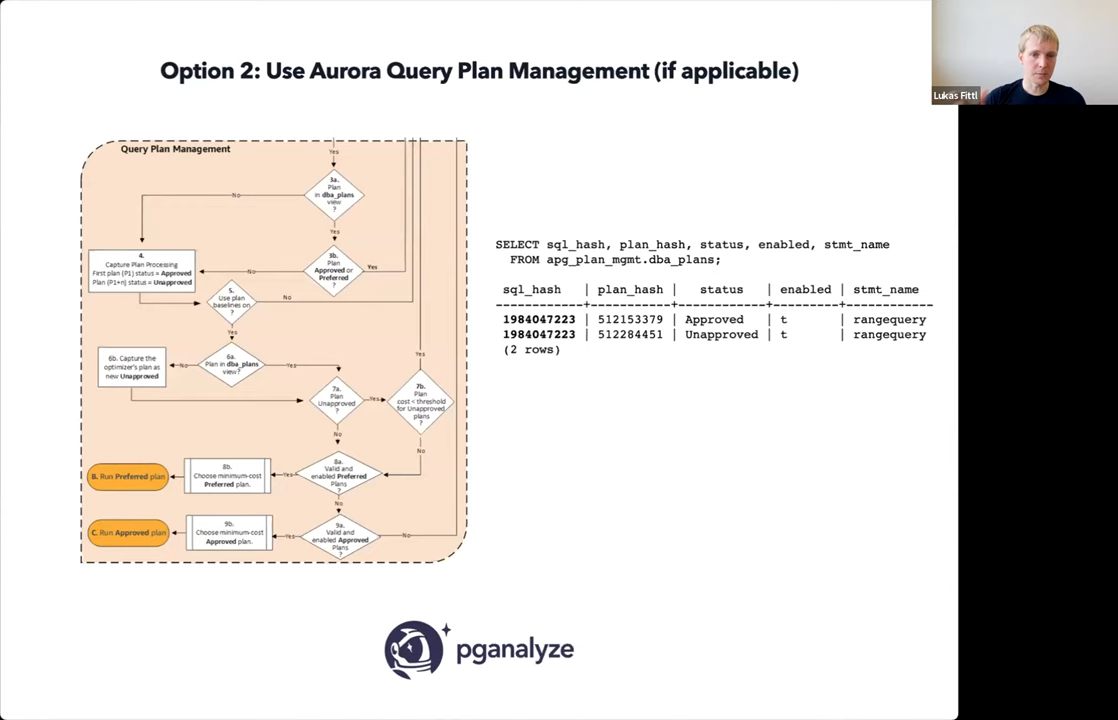 Option 2: Use Aurora Query Plan Management (if applicable)
Lukas Fittl
Query Plan Management
Yes
3a.
Plan
in dba_plans
view
?
No
Yes
4.
Capture Plan Processing
First plan (P1) status = Approved
Plan (P1+n) status = Unapproved
3b.
Plan
Approved or
Preferred
?
No
Yes
5.
Use plan
baselines on
?
No
Yes
6b. Capture the
optimizer's plan as
new Unapproved
No
6a.
Plan in dba_plans
view?
Yes
7a.
Plan
Unapproved
?
Yes
Yes
7b.
Plan
cost < threshold
for Unapproved
plans
?
No
No
B. Run Preferred plan
8b.
Choose minimum-cost
Preferred plan.
Yes
8a.
Valid and
enabled Preferred
Plans
?
No
C. Run Approved plan
9b.
Choose minimum-cost
Approved plan.
Yes
9a.
Valid and
enabled Approved
Plans
?
No
SELECT sql_hash, plan_hash, status, enabled, stmt_name
FROM apg_plan_mgmt.dba_plans;
sql_hash | plan_hash | status | enabled | stmt_name
------------+-----------+------------+---------+------------
1984047223 | 512153379 | Approved | t | rangequery
1984047223 | 512284451 | Unapproved | t | rangequery
(2 rows)
pganalyze